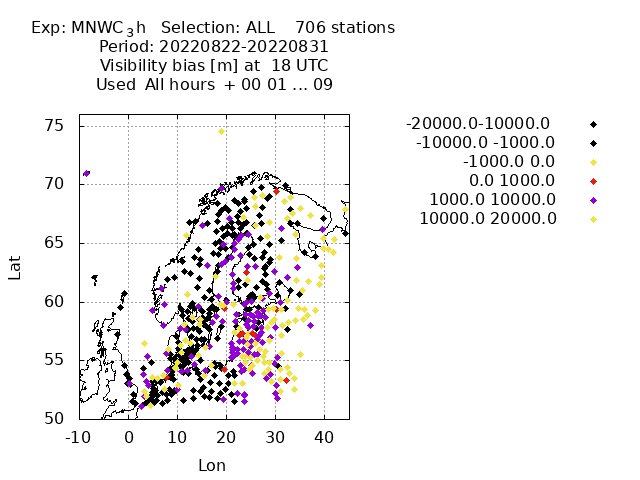 Exp: MNWC₃h   Selection: ALL    706 stations
Period: 20220822-20220831
Visibility bias [m] at  18 UTC
Used  All hours  + 00 01 ... 09
-20000.0-10000.0
-10000.0 -1000.0
-1000.0 0.0
0.0 1000.0
1000.0 10000.0
10000.0 20000.0
75
70
65
60
55
50
Lat
-10 0 10 20 30 40
Lon